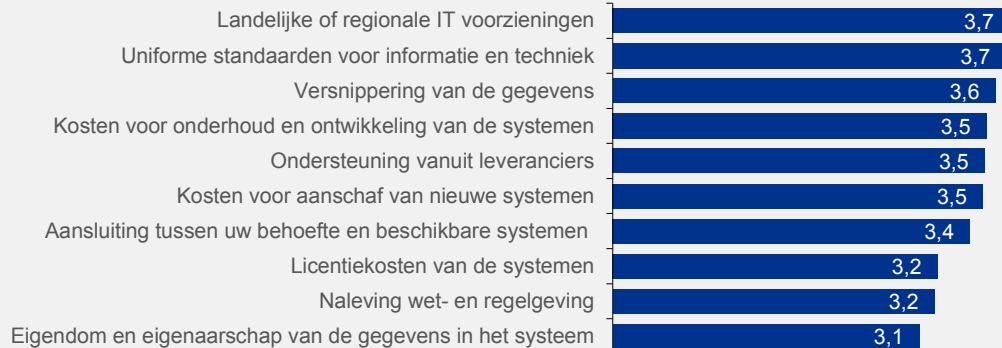 Landelijke of regionale IT voorzieningen 3,7
Uniforme standaarden voor informatie en techniek 3,7
Versnippering van de gegevens 3,6
Kosten voor onderhoud en ontwikkeling van de systemen 3,5
Ondersteuning vanuit leveranciers 3,5
Kosten voor aanschaf van nieuwe systemen 3,5
Aansluiting tussen uw behoefte en beschikbare systemen 3,4
Licentiekosten van de systemen 3,2
Naleving wet- en regelgeving 3,2
Eigendom en eigenaarschap van de gegevens in het systeem 3,1